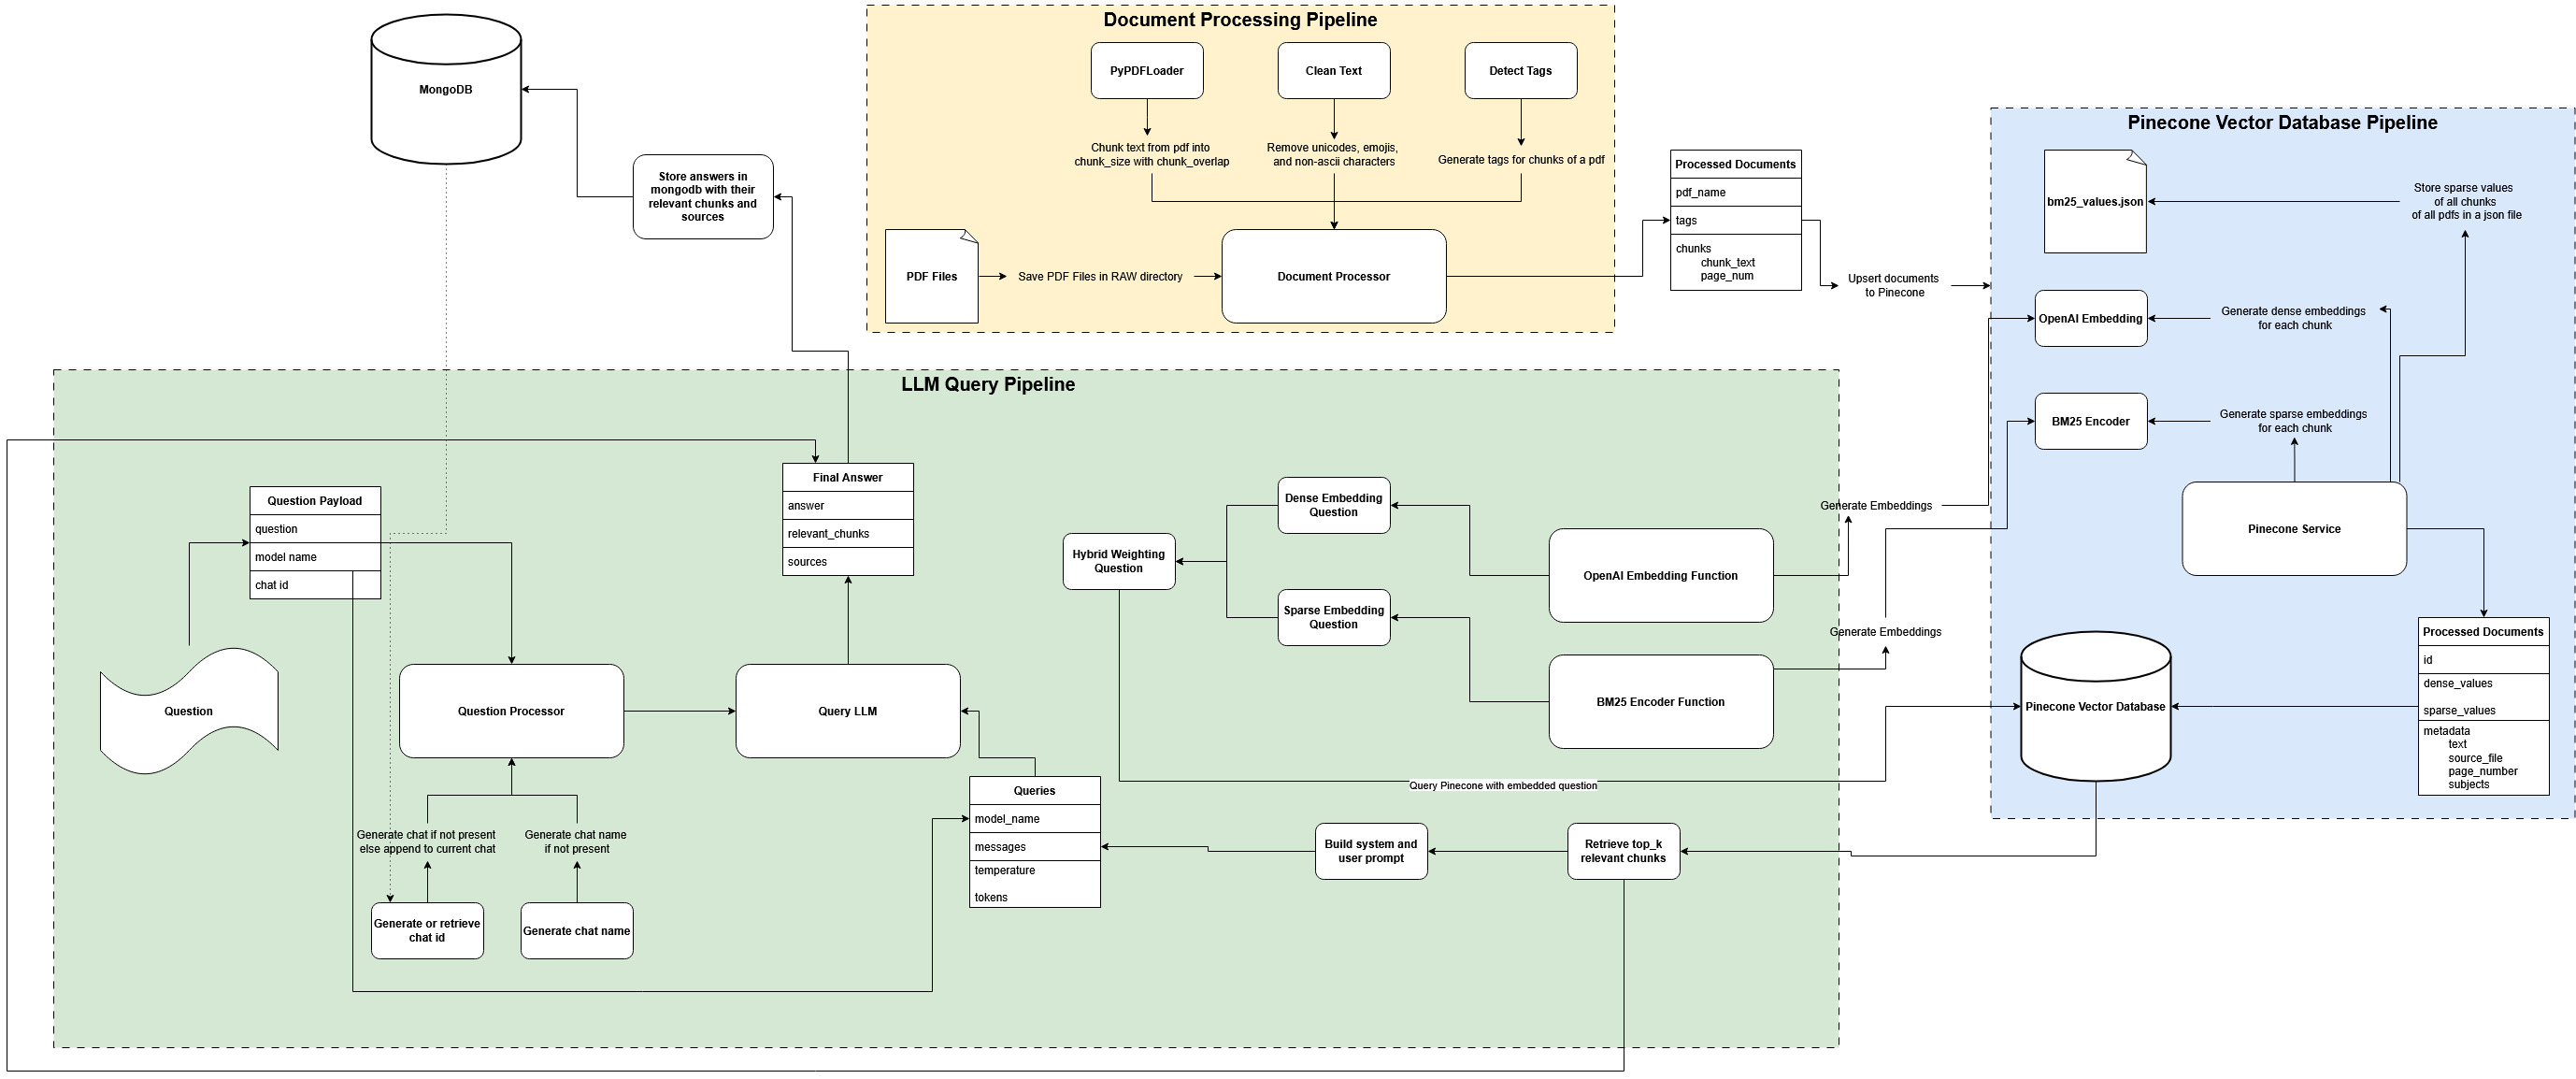 Document Processing Pipeline
PyPDFLoader
Clean Text
Detect Tags
Chunk text from pdf into
chunk_size with chunk_overlap
Remove unicodes, emojis,
and non-ascii characters
Generate tags for chunks of a pdf
PDF Files
Save PDF Files in RAW directory
Document Processor
Processed Documents
pdf_name
tags
chunks
chunk_text
page_num
Upsert documents
to Pinecone
MongoDB
Store answers in
mongodb with their
relevant chunks and
sources
Pinecone Vector Database Pipeline
bm25_values.json
Store sparse values
of all chunks
of all pdfs in a json file
OpenAI Embedding
Generate dense embeddings
for each chunk
BM25 Encoder
Generate sparse embeddings
for each chunk
Pinecone Service
Processed Documents
id
dense_values
sparse_values
metadata
text
source_file
page_number
subjects
Pinecone Vector Database
LLM Query Pipeline
Question Payload
question
model name
chat id
Question
Question Processor
Generate chat if not present
else append to current chat
Generate chat name
if not present
Generate or retrieve
chat id
Generate chat name
Final Answer
answer
relevant_chunks
sources
Query LLM
Queries
model_name
messages
temperature
tokens
Hybrid Weighting
Question
Dense Embedding
Question
Sparse Embedding
Question
OpenAI Embedding Function
BM25 Encoder Function
Generate Embeddings
Generate Embeddings
Query Pinecone with embedded question
Build system and
user prompt
Retrieve top_k
relevant chunks